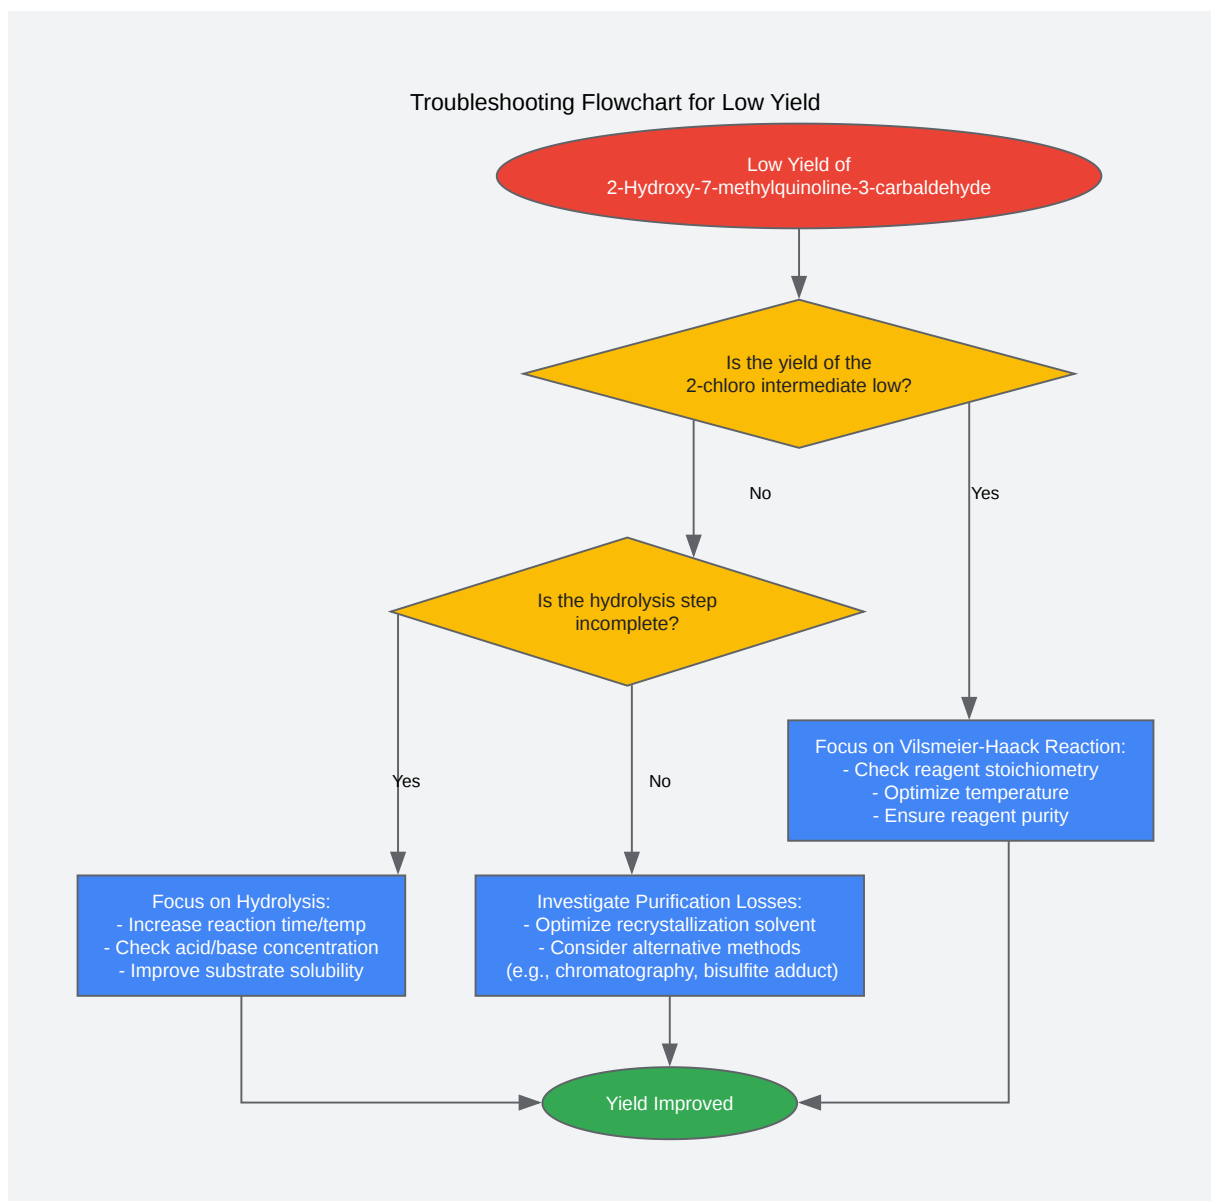 Troubleshooting Flowchart for Low Yield
Low Yield of
2-Hydroxy-7-methylquinoline-3-carbaldehyde
Is the yield of the
2-chloro intermediate low?
No
Yes
Is the hydrolysis step
incomplete?
Yes
No
Focus on Vilsmeier-Haack Reaction:
- Check reagent stoichiometry
- Optimize temperature
- Ensure reagent purity
Focus on Hydrolysis:
- Increase reaction time/temp
- Check acid/base concentration
- Improve substrate solubility
Investigate Purification Losses:
- Optimize recrystallization solvent
- Consider alternative methods
(e.g., chromatography, bisulfite adduct)
Yield Improved